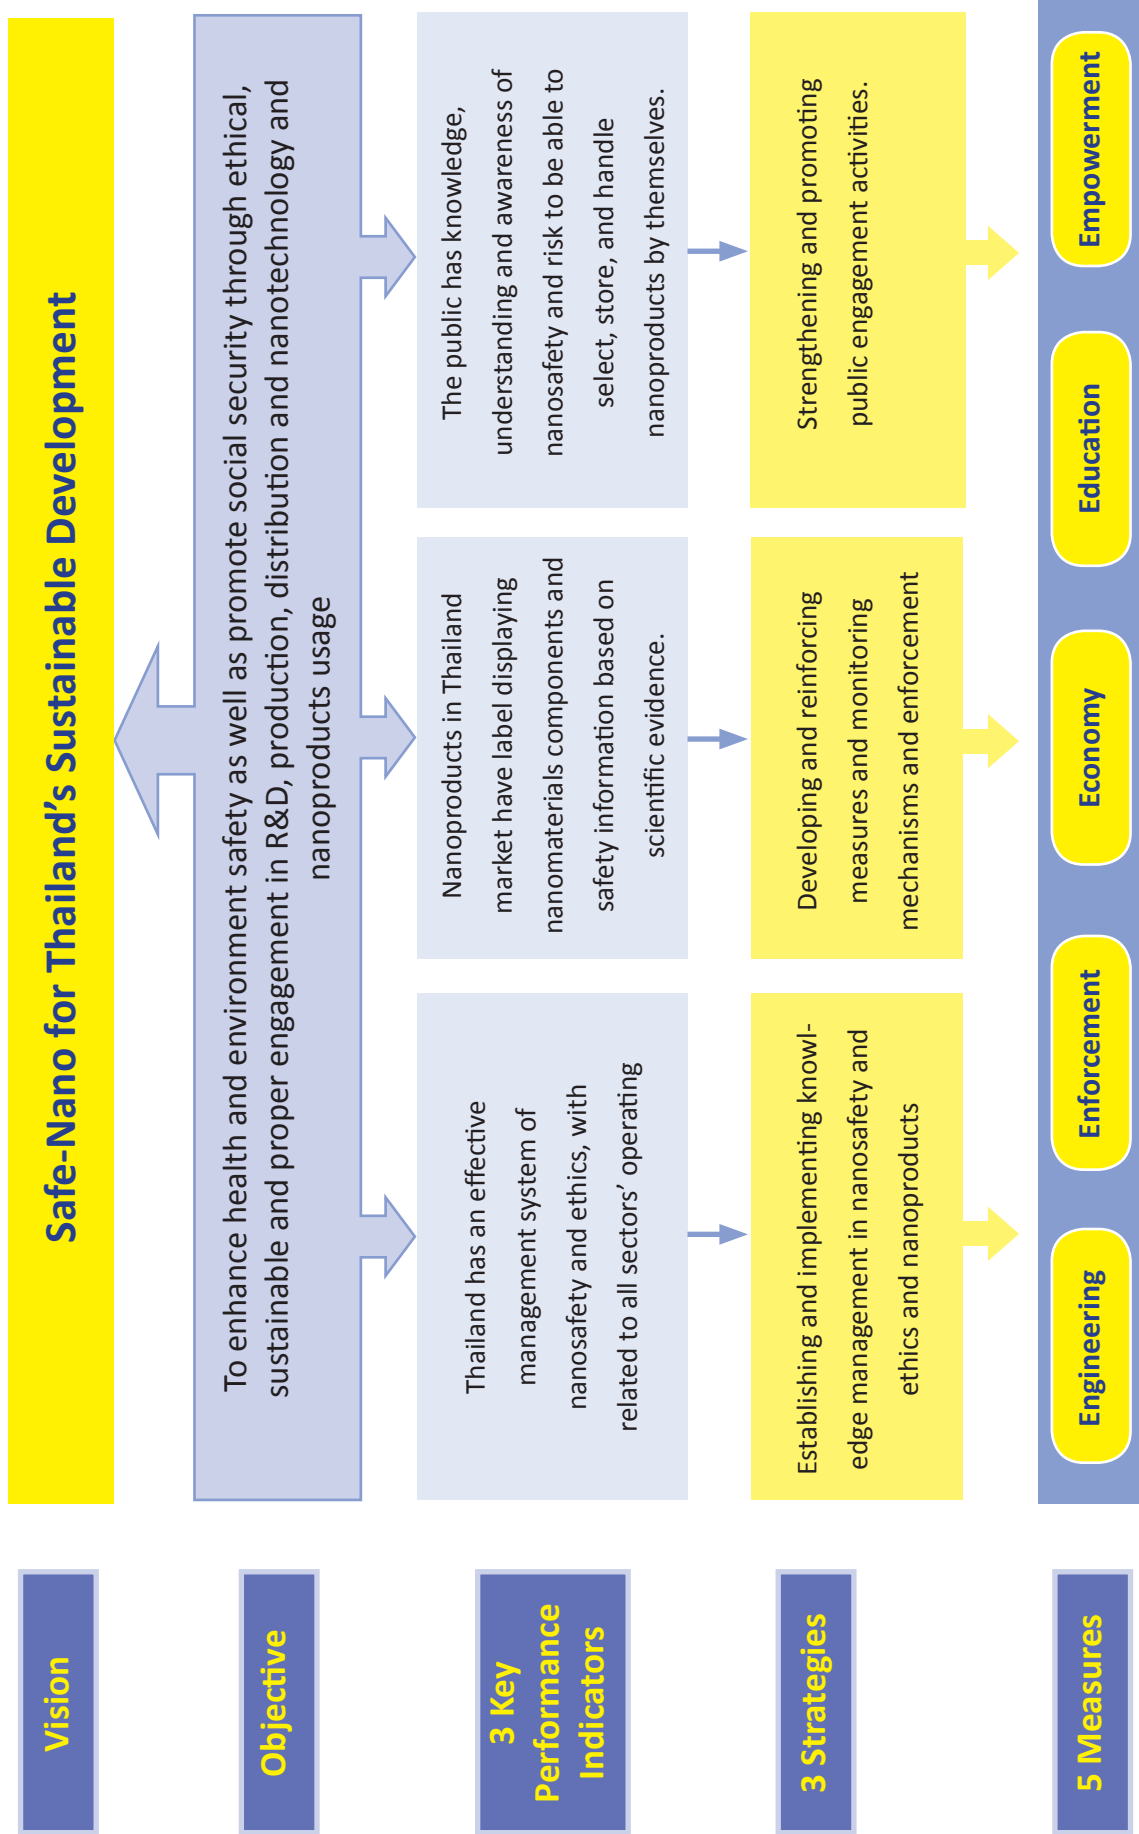 Vision
Safe-Nano for Thailand's Sustainable Development
Objective
To enhance health and environment safety as well as promote social security through ethical,
sustainable and proper engagement in R&D, production, distribution and nanotechnology and
nanoproducts usage
3 Key
Performance
Indicators
Thailand has an effective
management system of
nanosafety and ethics, with
related to all sectors’ operating
Nanoproducts in Thailand
market have label displaying
nanomaterials components and
safety information based on
scientific evidence.
The public has knowledge,
understanding and awareness of
nanosafety and risk to be able to
select, store, and handle
nanoproducts by themselves.
3 Strategies
Establishing and implementing knowl-
edge management in nanosafety and
ethics and nanoproducts
Developing and reinforcing
measures and monitoring
mechanisms and enforcement
Strengthening and promoting
public engagement activities.
5 Measures
Engineering
Enforcement
Economy
Education
Empowerment